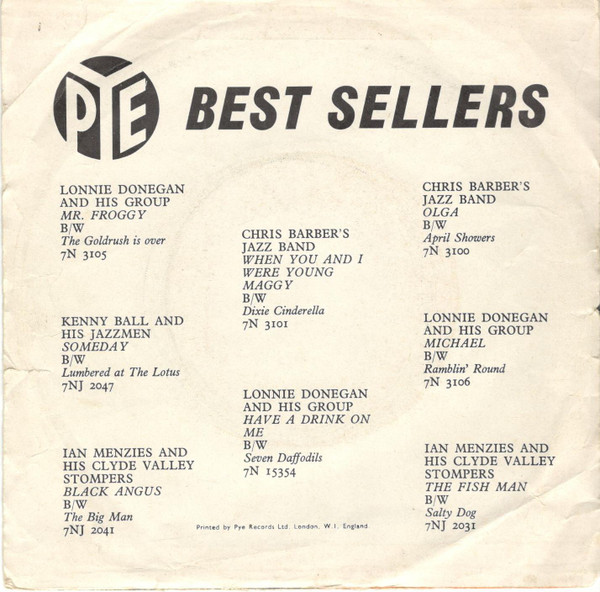 PYE BEST SELLERS
LONNIE DONEGAN
AND HIS GROUP
MR. FROGGY
B/W
The Goldrush is over
7N 3105
KENNY BALL AND
HIS JAZZMEN
SOMEDAY
B/W
Lumbered at The Lotus
7NJ 2047
IAN MENZIES AND
HIS CLYDE VALLEY
STOMPERS
BLACK ANGUS
B/W
The Big Man
7NJ 2041
CHRIS BARBER'S
JAZZ BAND
WHEN YOU AND I
WERE YOUNG
MAGGY
B/W
Dixie Cinderella
7N 3101
LONNIE DONEGAN
AND HIS GROUP
HAVE A DRINK ON
ME
B/W
Seven Daffodils
7N 15354
CHRIS BARBER'S
JAZZ BAND
OLGA
B/W
April Showers
7N 3100
LONNIE DONEGAN
AND HIS GROUP
MICHAEL
B/W
Ramblin' Round
7N 3106
IAN MENZIES AND
HIS CLYDE VALLEY
STOMPERS
THE FISH MAN
B/W
Salty Dog
7NJ 2031
Printed by Pye Records Ltd. London, W.1. England